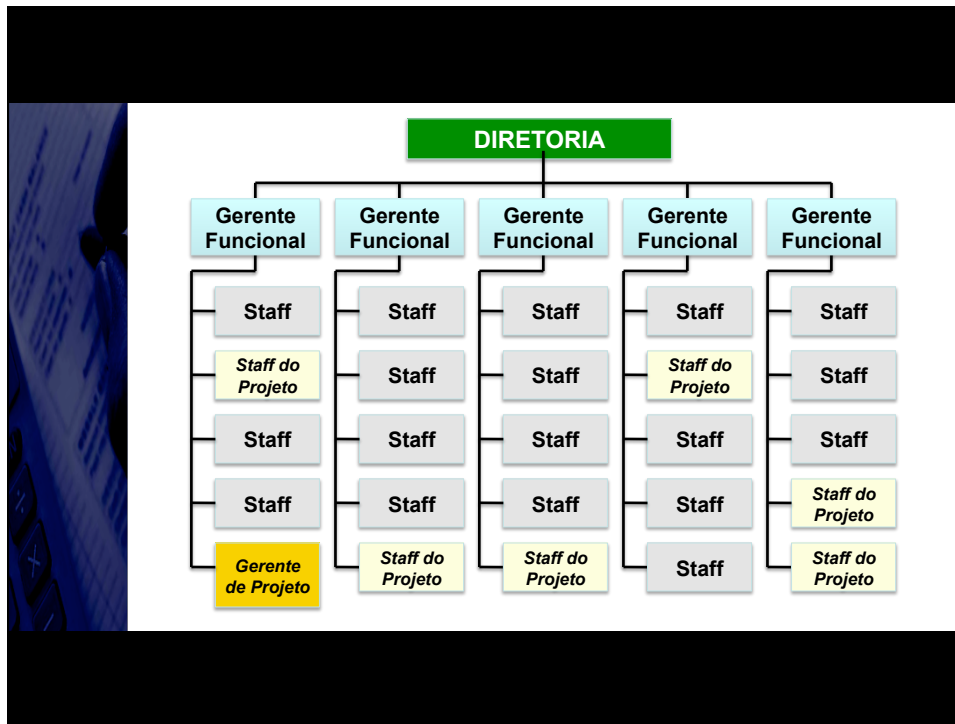 DIRETORIA
Gerente
Funcional
Gerente
Funcional
Gerente
Funcional
Gerente
Funcional
Gerente
Funcional
Staff
Staff
Staff
Staff
Staff
Staff do
Projeto
Staff
Staff
Staff do
Projeto
Staff
Staff
Staff
Staff
Staff
Staff
Staff
Staff
Staff
Staff
Staff do
Projeto
Gerente
de Projeto
Staff do
Projeto
Staff do
Projeto
Staff
Staff do
Projeto